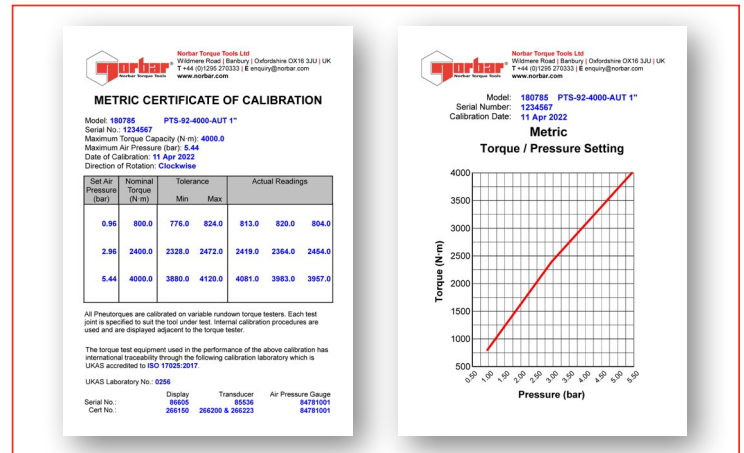 norbar®
Norbar Torque Tools
Norbar Torque Tools Ltd
Wildmere Road | Banbury | Oxfordshire OX16 3JU | UK
T +44 (0)1295 270333 | E enquiry@norbar.com
www.norbar.com
METRIC CERTIFICATE OF CALIBRATION
Model: 180785 PTS-92-4000-AUT 1"
Serial No.: 1234567
Maximum Torque Capacity (N·m): 4000.0
Maximum Air Pressure (bar): 5.44
Date of Calibration: 11 Apr 2022
Direction of Rotation: Clockwise
Set Air Pressure (bar) Nominal Torque (N·m) Tolerance Min Max Actual Readings
0.96 800.0 776.0 824.0 813.0 820.0 804.0
2.96 2400.0 2328.0 2472.0 2419.0 2364.0 2454.0
5.44 4000.0 3880.0 4120.0 4081.0 3983.0 3957.0
All Pneutorques are calibrated on variable rundown torque testers. Each test
joint is specified to suit the tool under test. Internal calibration procedures are
used and are displayed adjacent to the torque tester.
The torque test equipment used in the performance of the above calibration has
international traceability through the following calibration laboratory which is
UKAS accredited to ISO 17025:2017.
UKAS Laboratory No.: 0256
Display Transducer Air Pressure Gauge
Serial No.: 86605 85536 84781001
Cert No.: 266150 266200 & 266223 84781001
norbar®
Norbar Torque Tools
Norbar Torque Tools Ltd
Wildmere Road | Banbury | Oxfordshire OX16 3JU | UK
T +44 (0)1295 270333 | E enquiry@norbar.com
www.norbar.com
Model: 180785 PTS-92-4000-AUT 1"
Serial Number: 1234567
Calibration Date: 11 Apr 2022
Metric
Torque / Pressure Setting
Torque (N·m)
4000
3500
3000
2500
2000
1500
1000
500
0.50 1.00 1.50 2.00 2.50 3.00 3.50 4.00 4.50 5.00 5.50
Pressure (bar)